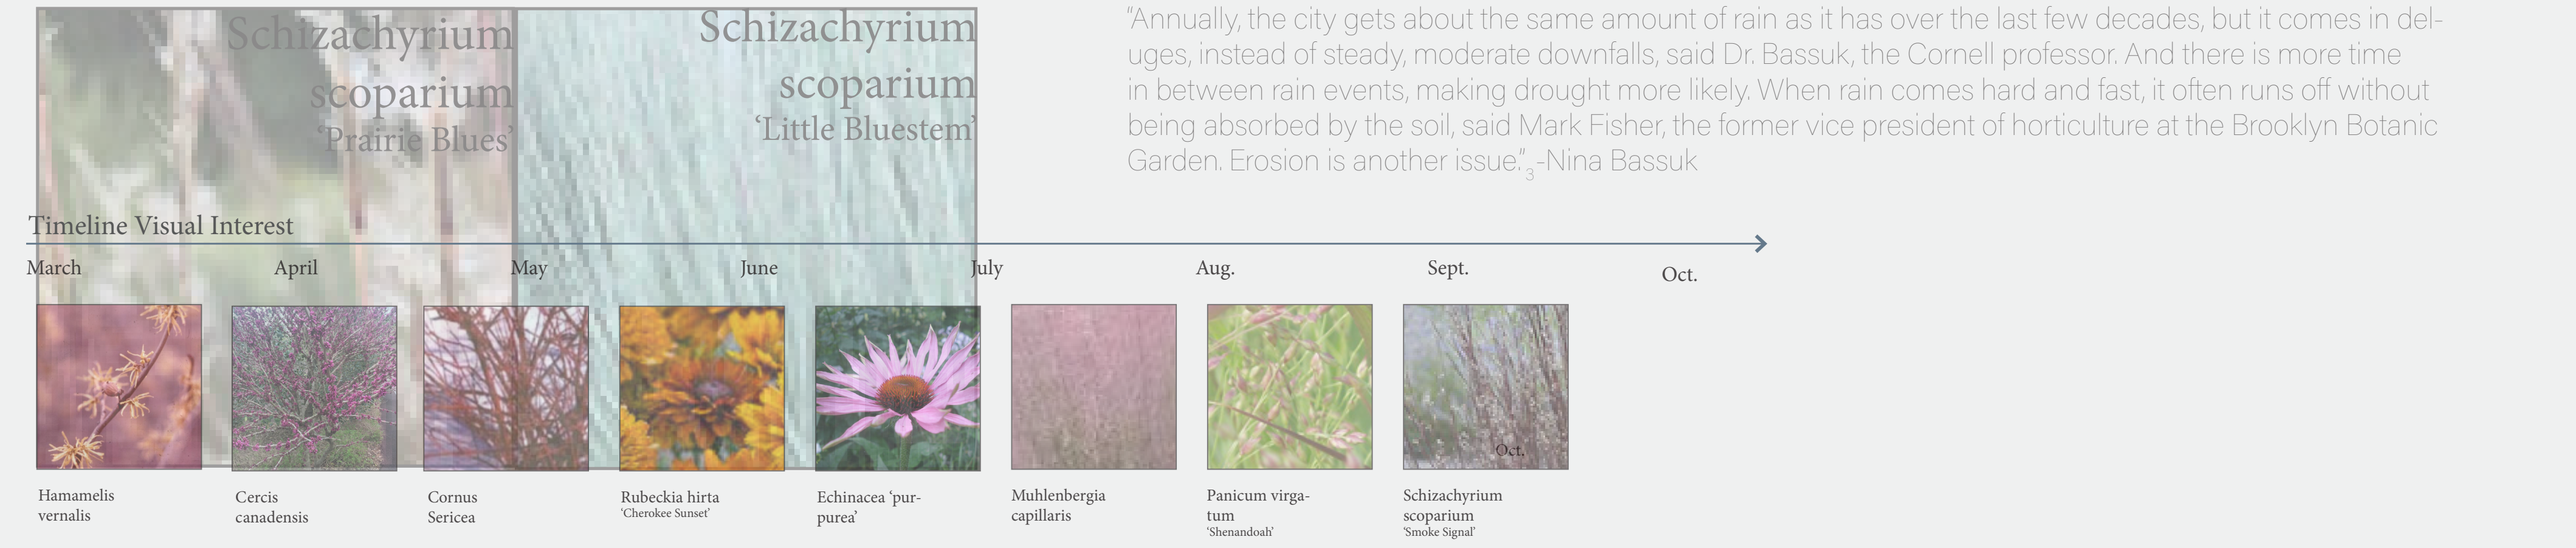 Schizachyrium
scoparium
‘Prairie Blues’
Schizachyrium
scoparium
‘Little Bluestem’
“Annually, the city gets about the same amount of rain as it has over the last few decades, but it comes in del-
uges, instead of steady, moderate downfalls, said Dr. Bassuk, the Cornell professor. And there is more time
in between rain events, making drought more likely. When rain comes hard and fast, it often runs off without
being absorbed by the soil, said Mark Fisher, the former vice president of horticulture at the Brooklyn Botanic
Garden. Erosion is another issue.”3-Nina Bassuk
Timeline Visual Interest
March April May June July Aug. Sept. Oct.
Oct.
Hamamelis
vernalis
Cercis
canadensis
Cornus
Sericea
Rubeckia hirta
‘Cherokee Sunset’
Echinacea ‘pur-
purea’
Muhlenbergia
capillaris
Panicum virga-
tum
‘Shenandoah’
Schizachyrium
scoparium
‘Smoke Signal’